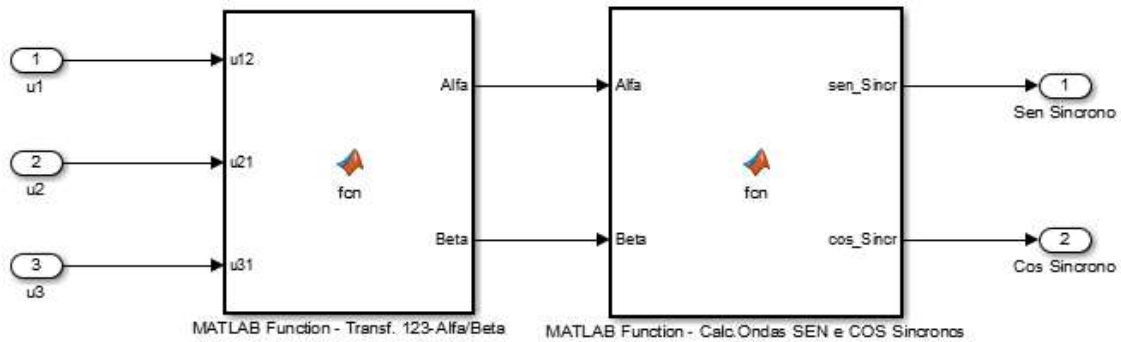 1
u1
2
u2
3
u3
u12
u21
u31
fcn
Alfa
Beta
MATLAB Function - Transf. 123-Alfa/Beta
Alfa
Beta
fcn
sen_Sincr
cos_Sincr
MATLAB Function - Calc.Ondas SEN e COS Sincronos
1
Sen Sincrono
2
Cos Sincrono